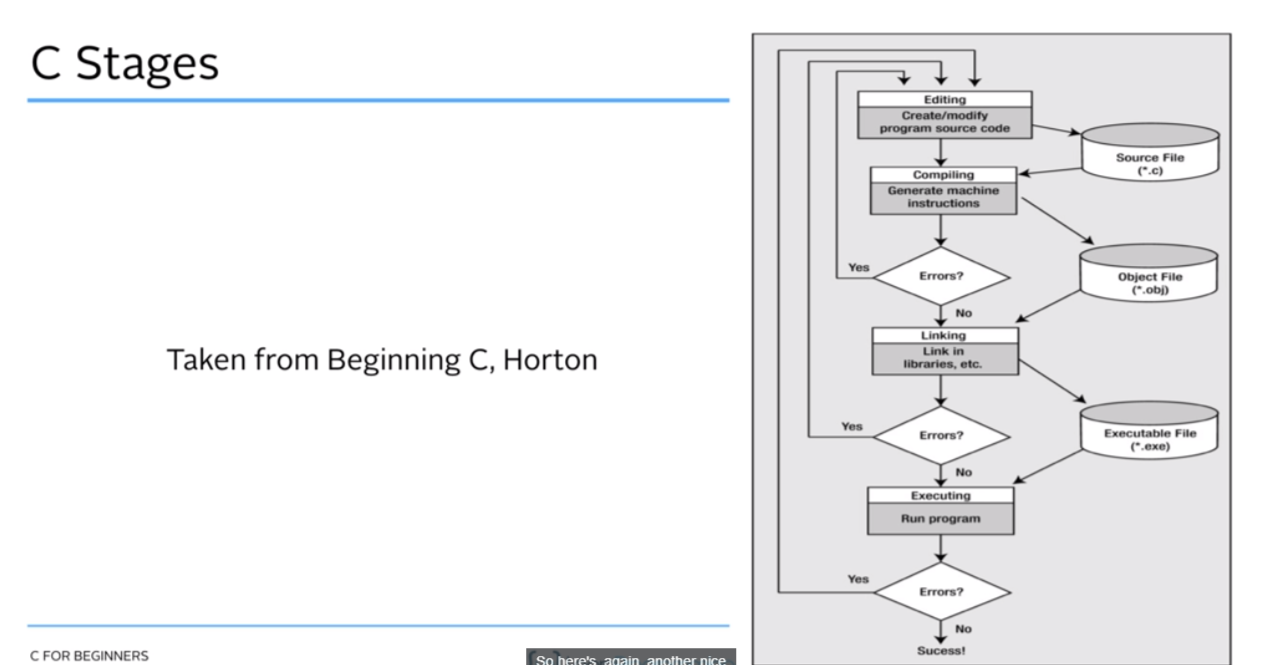 C Stages
Taken from Beginning C, Horton
C FOR BEGINNERS
Editing
Create/modify
program source code
Source File
(*.c)
Compiling
Generate machine
instructions
Yes
Errors?
Object File
(*.obj)
No
Linking
Link in
libraries, etc.
Yes
Errors?
Executable File
(*.exe)
No
Executing
Run program
Yes
Errors?
No
Sucess!
So here's, again, another nice